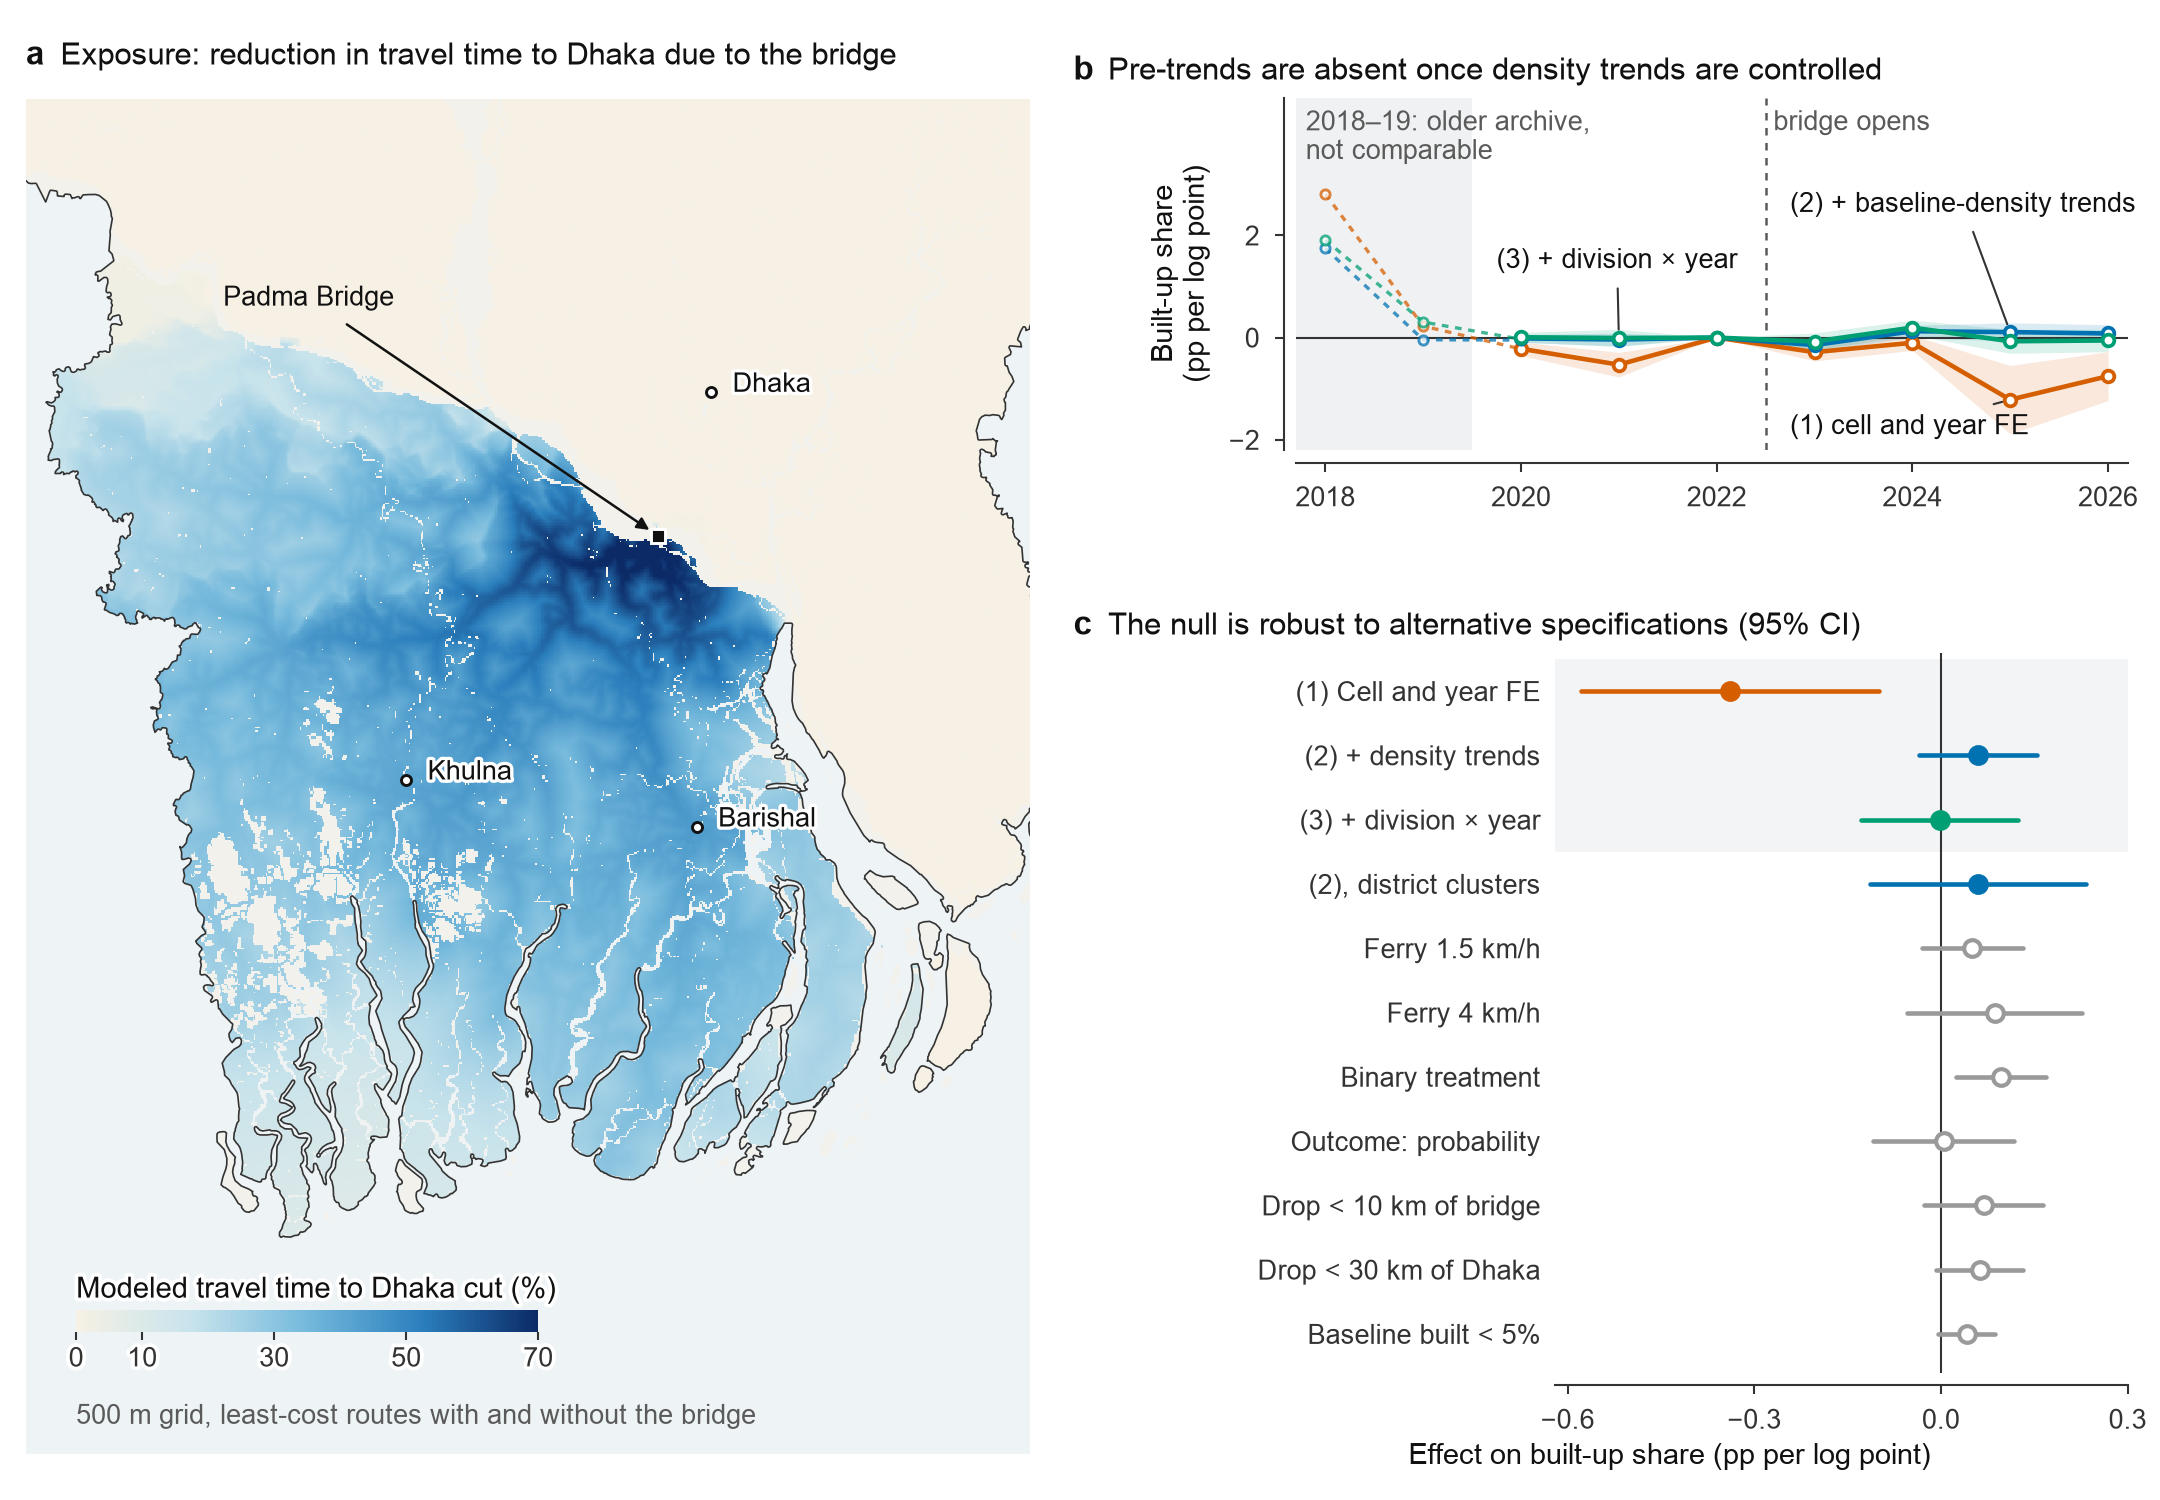 a Exposure: reduction in travel time to Dhaka due to the bridge
Padma Bridge
Dhaka
Khulna
Barishal
Modeled travel time to Dhaka cut (%)
0 10 30 50 70
500 m grid, least-cost routes with and without the bridge
b Pre-trends are absent once density trends are controlled
2018–19: older archive,
not comparable
bridge opens
(2) + baseline-density trends
(3) + division × year
(1) cell and year FE
Built-up share
(pp per log point)
2
0
−2
2018 2020 2022 2024 2026
c The null is robust to alternative specifications (95% CI)
(1) Cell and year FE
(2) + density trends
(3) + division × year
(2), district clusters
Ferry 1.5 km/h
Ferry 4 km/h
Binary treatment
Outcome: probability
Drop < 10 km of bridge
Drop < 30 km of Dhaka
Baseline built < 5%
−0.6 −0.3 0.0 0.3
Effect on built-up share (pp per log point)